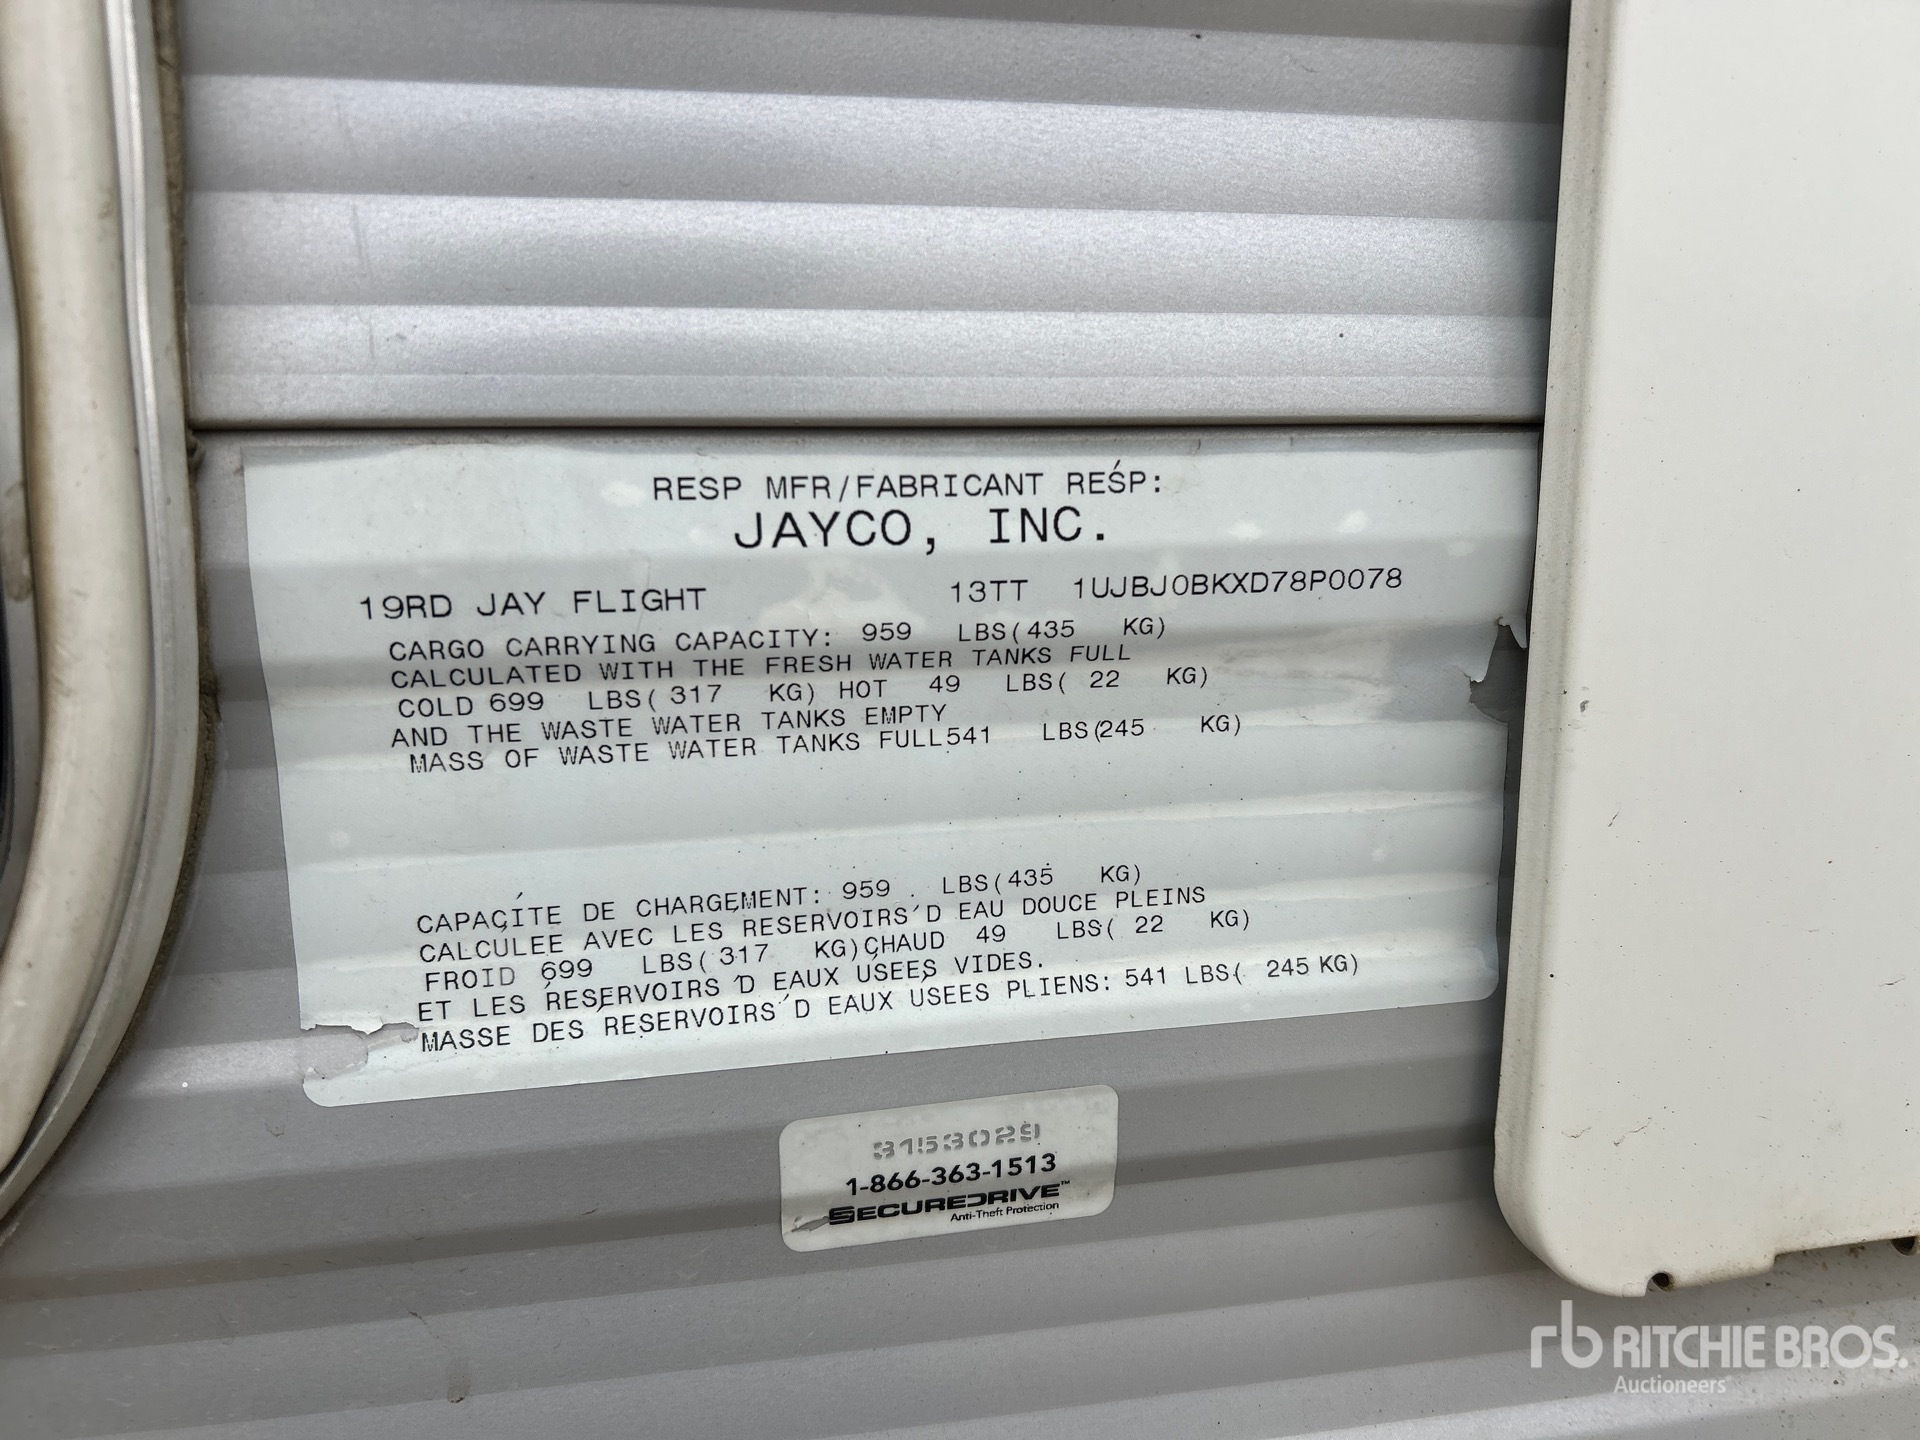 RESP MFR/FABRICANT RESP:
JAYCO, INC.
19RD JAY FLIGHT 13TT 1UJBJ0BKXD78P0078
CARGO CARRYING CAPACITY: 959 LBS(435 KG)
CALCULATED WITH THE FRESH WATER TANKS FULL
COLD 699 LBS( 317 KG) HOT 49 LBS( 22 KG)
AND THE WASTE WATER TANKS EMPTY
MASS OF WASTE WATER TANKS FULL541 LBS(245 KG)
CAPAÇITE DE CHARGEMENT: 959 LBS(435 KG)
CALCULEE AVEC LES RESERVOIRS'D EAU DOUCE PLEINS
FROID 699 LBS( 317 KG)CHAUD 49 LBS( 22 KG)
ET LES RESERVOIRS'D EAUX USEES VIDES.
MASSE DES RESERVOIRS'D EAUX USEES PLIENS: 541 LBS( 245 KG)
3153029
1-866-363-1513
SECUREDRIVE™
Anti-Theft Protection
rb RITCHIE BROS.
Auctioneers